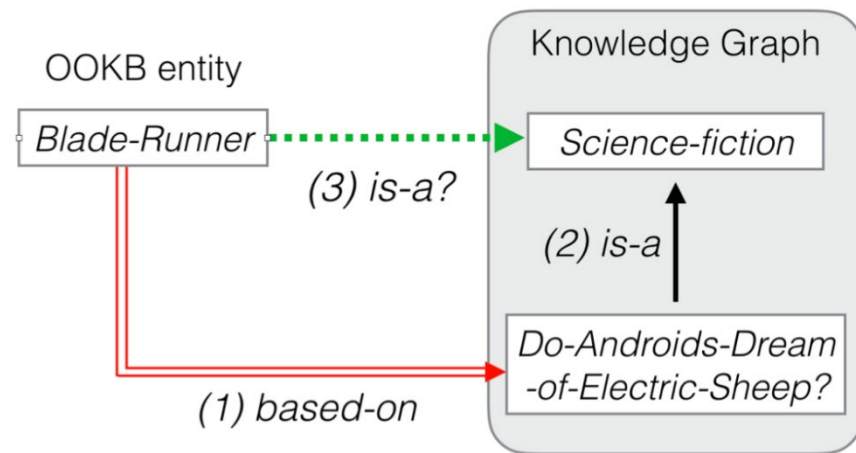 OOKB entity
Blade-Runner
Knowledge Graph
Science-fiction
(3) is-a?
(2) is-a
Do-Androids-Dream
-of-Electric-Sheep?
(1) based-on